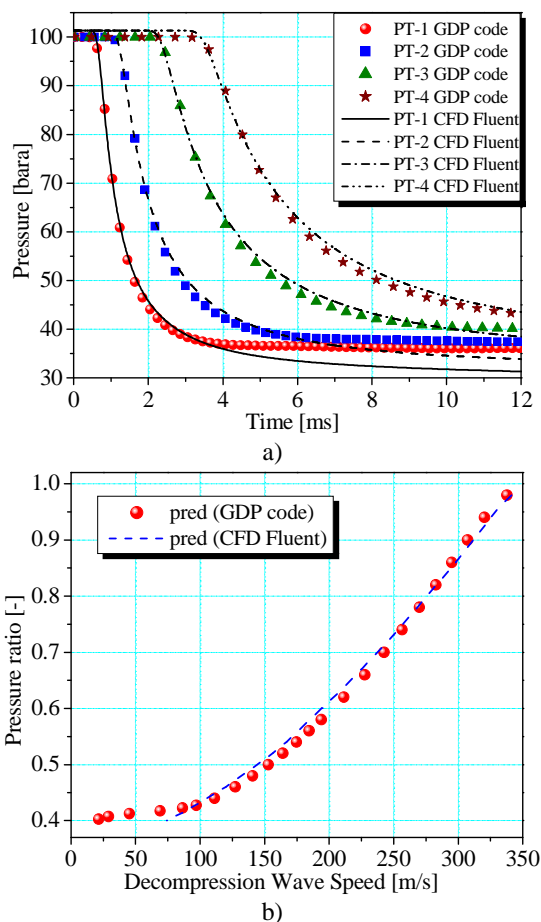 100
90
80
70
60
50
40
30
Pressure [bara]
PT-1 GDP code
PT-2 GDP code
PT-3 GDP code
PT-4 GDP code
PT-1 CFD Fluent
PT-2 CFD Fluent
PT-3 CFD Fluent
PT-4 CFD Fluent
0 2 4 6 8 10 12
Time [ms]
a)
1.0
0.9
0.8
0.7
0.6
0.5
0.4
Pressure ratio [-]
pred (GDP code)
pred (CFD Fluent)
0 50 100 150 200 250 300 350
Decompression Wave Speed [m/s]
b)